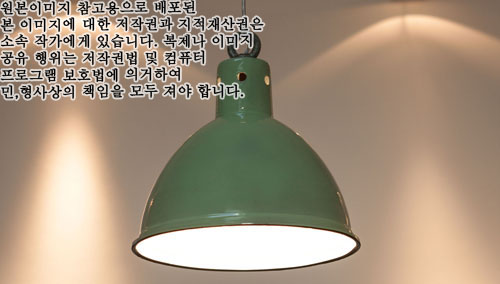 원본이미지 참고용으로 배포된
본 이미지에 대한 저작권과 지적재산권은
소속 작가에게 있습니다. 복제나 이미지
공유 행위는 저작권법 및 컴퓨터
프로그램 보호법에 의거하여
민,형사상의 책임을 모두 져야 합니다.